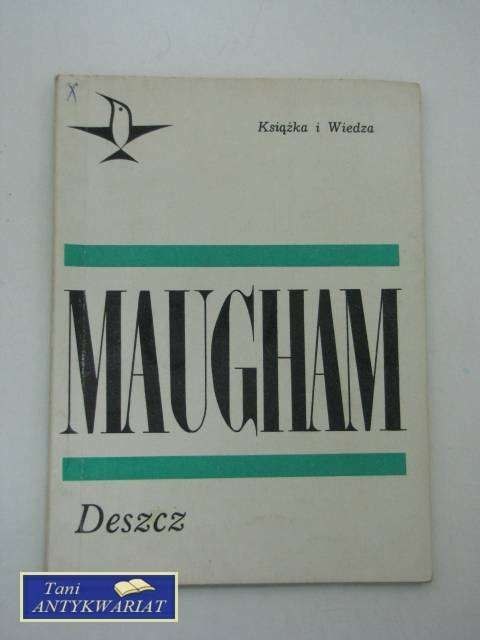 x
Książka i Wiedza
MAUGHAM
Deszcz
Tani
ANTYKWARIAT